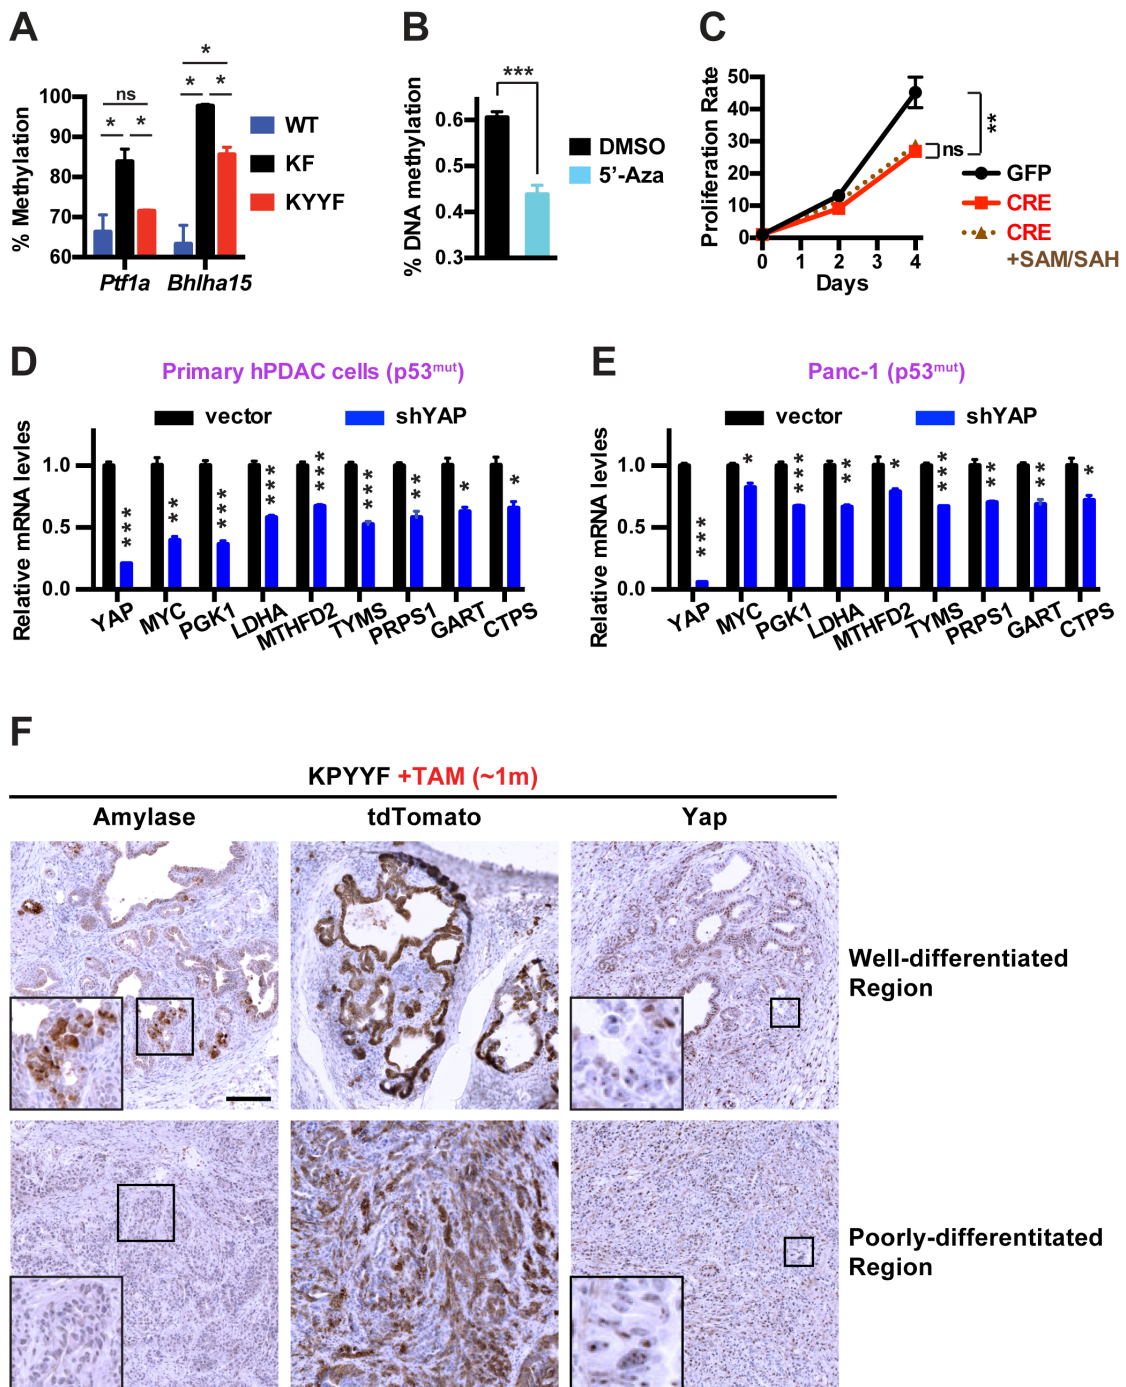 A
% Methylation
100
90
80
70
60
ns
*
*
*
*
*
Ptf1a
Bhlha15
WT
KF
KYYF
B
% DNA methylation
0.6
0.5
0.4
0.3
***
DMSO
5'-Aza
C
Proliferation Rate
50
40
30
20
10
0
0 1 2 3 4
Days
**
ns
GFP
CRE
CRE
+SAM/SAH
D
Primary hPDAC cells (p53mut)
vector
shYAP
Relative mRNA levles
1.0
0.5
0.0
***
**
***
***
***
***
**
*
*
YAP
MYC
PGK1
LDHA
MTHFD2
TYMS
PRPS1
GART
CTPS
E
Panc-1 (p53mut)
vector
shYAP
Relative mRNA levles
1.0
0.5
0.0
***
*
***
**
*
***
**
**
*
YAP
MYC
PGK1
LDHA
MTHFD2
TYMS
PRPS1
GART
CTPS
F
KPYYF +TAM (~1m)
Amylase
tdTomato
Yap
Well-differentiated
Region
Poorly-differentitated
Region